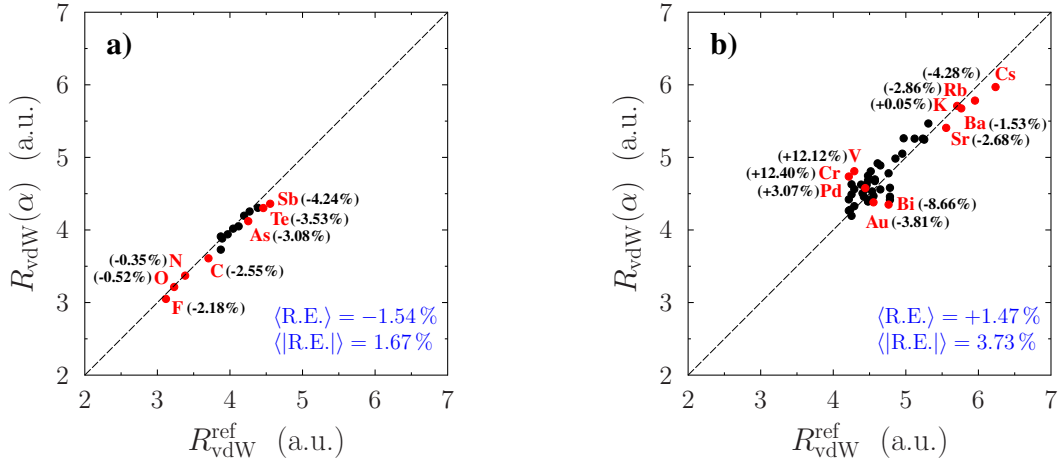 a)
7
6
5
4
3
2
R_vdW(α) (a.u.)
Sb (-4.24%)
Te (-3.53%)
As (-3.08%)
(-0.35%) N
(-0.52%) O
C (-2.55%)
F (-2.18%)
⟨R.E.⟩ = −1.54 %
⟨|R.E.|⟩ = 1.67 %
2 3 4 5 6 7
R^ref_vdW (a.u.)
b)
7
6
5
4
3
2
R_vdW(α) (a.u.)
(-4.28%) Cs
(-2.86%) Rb
(+0.05%) K
Ba (-1.53%)
Sr (-2.68%)
(+12.12%) V
(+12.40%) Cr
(+3.07%) Pd
Bi (-8.66%)
Au (-3.81%)
⟨R.E.⟩ = +1.47 %
⟨|R.E.|⟩ = 3.73 %
2 3 4 5 6 7
R^ref_vdW (a.u.)